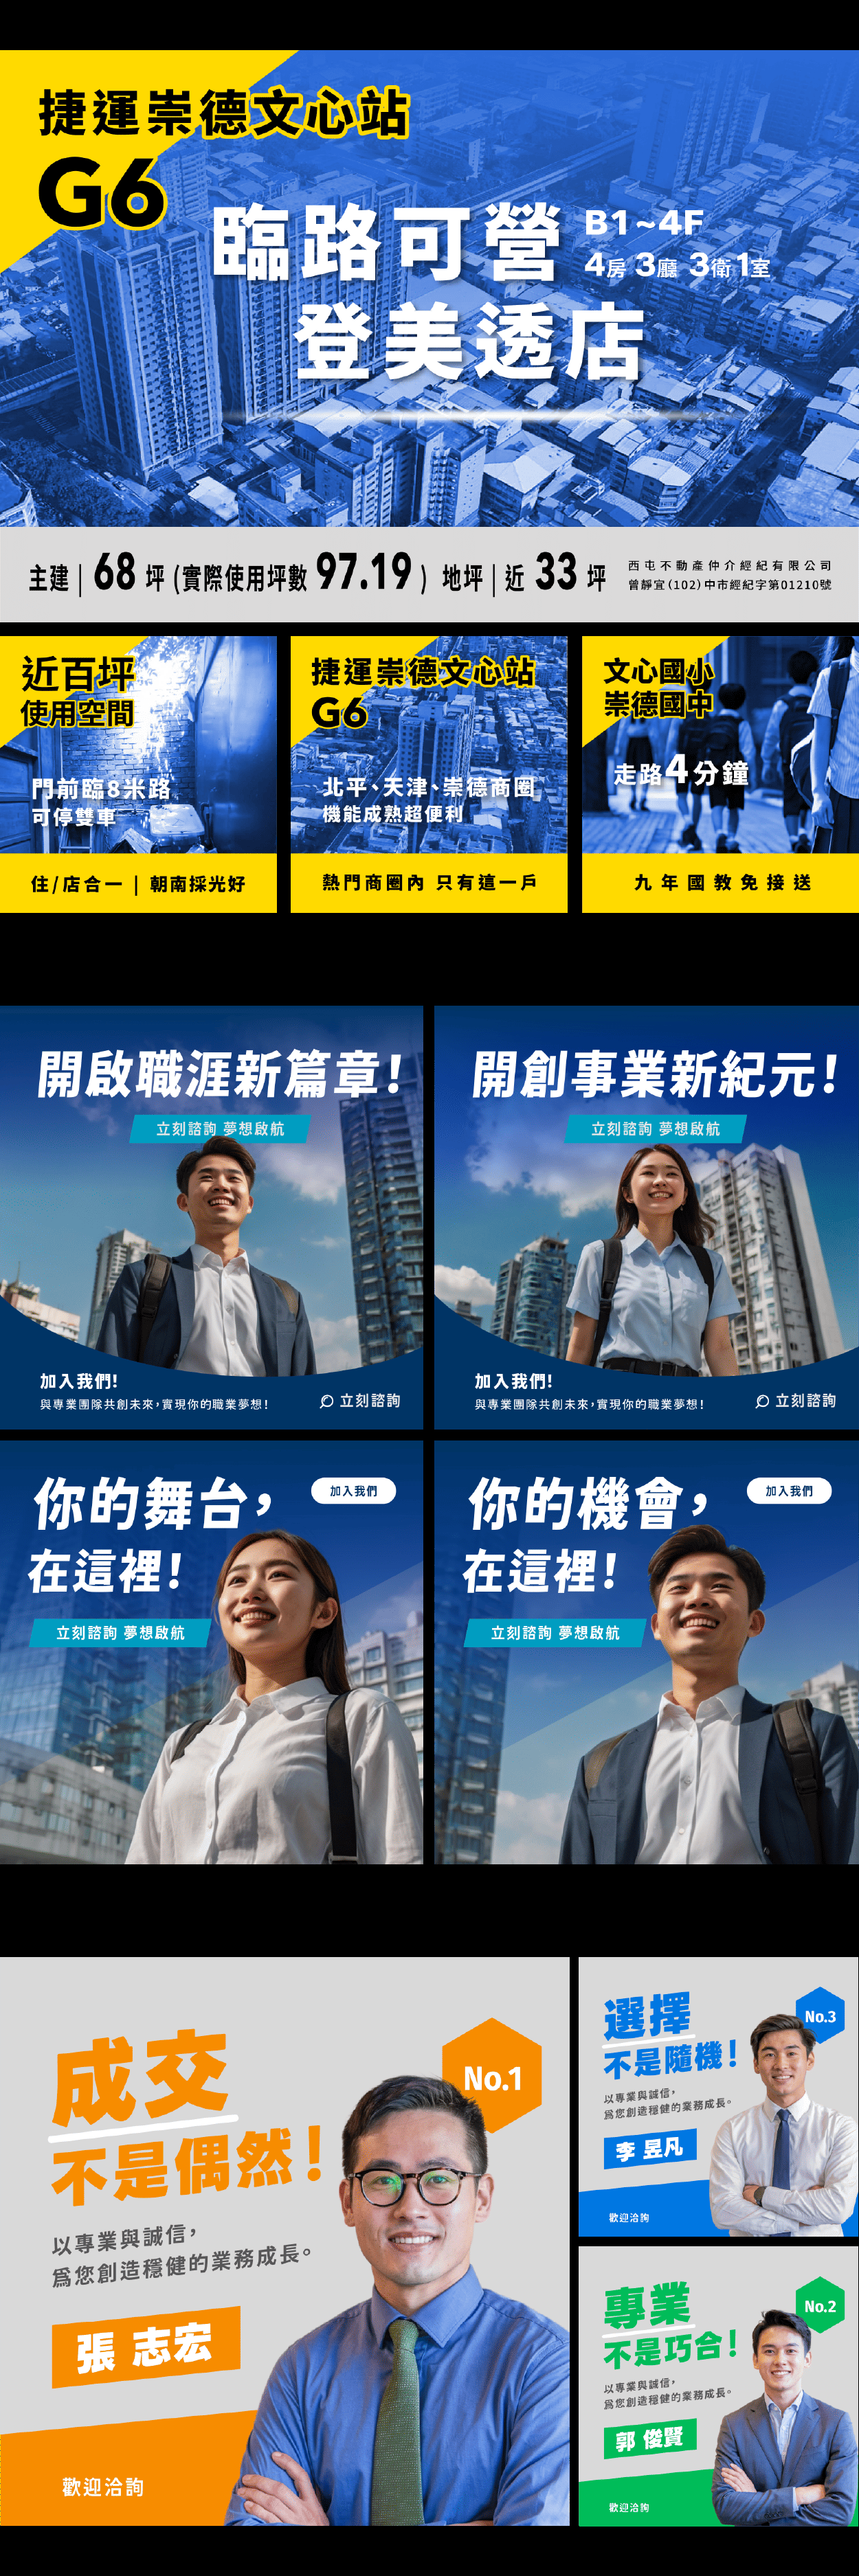 捷運崇德文心站
G6
臨路可營
B1~4F
4房 3廳 3衛 1室
登美透店
主建|68 坪(實際使用坪數 97.19) 地坪|近 33 坪
西屯不動產仲介經紀有限公司
曾靜宜(102)中市經紀字第01210號
近百坪
使用空間
門前臨8米路
可停雙車
住/店合一 | 朝南採光好
捷運崇德文心站
G6
北平、天津、崇德商圈
機能成熟超便利
熱門商圈內 只有這一戶
文心國小
崇德國中
走路4分鐘
九年國教免接送
開啟職涯新篇章!
立刻諮詢 夢想啟航
加入我們!
與專業團隊共創未來,實現你的職業夢想!
立刻諮詢
開創事業新紀元!
立刻諮詢 夢想啟航
加入我們!
與專業團隊共創未來,實現你的職業夢想!
立刻諮詢
你的舞台,
在這裡!
加入我們
立刻諮詢 夢想啟航
你的機會,
在這裡!
加入我們
立刻諮詢 夢想啟航
成交
不是偶然!
No.1
以專業與誠信,
為您創造穩健的業務成長。
張 志宏
歡迎洽詢
選擇
不是隨機!
No.3
以專業與誠信,
為您創造穩健的業務成長。
李 昱凡
歡迎洽詢
專業
不是巧合!
No.2
以專業與誠信,
為您創造穩健的業務成長。
郭 俊賢
歡迎洽詢